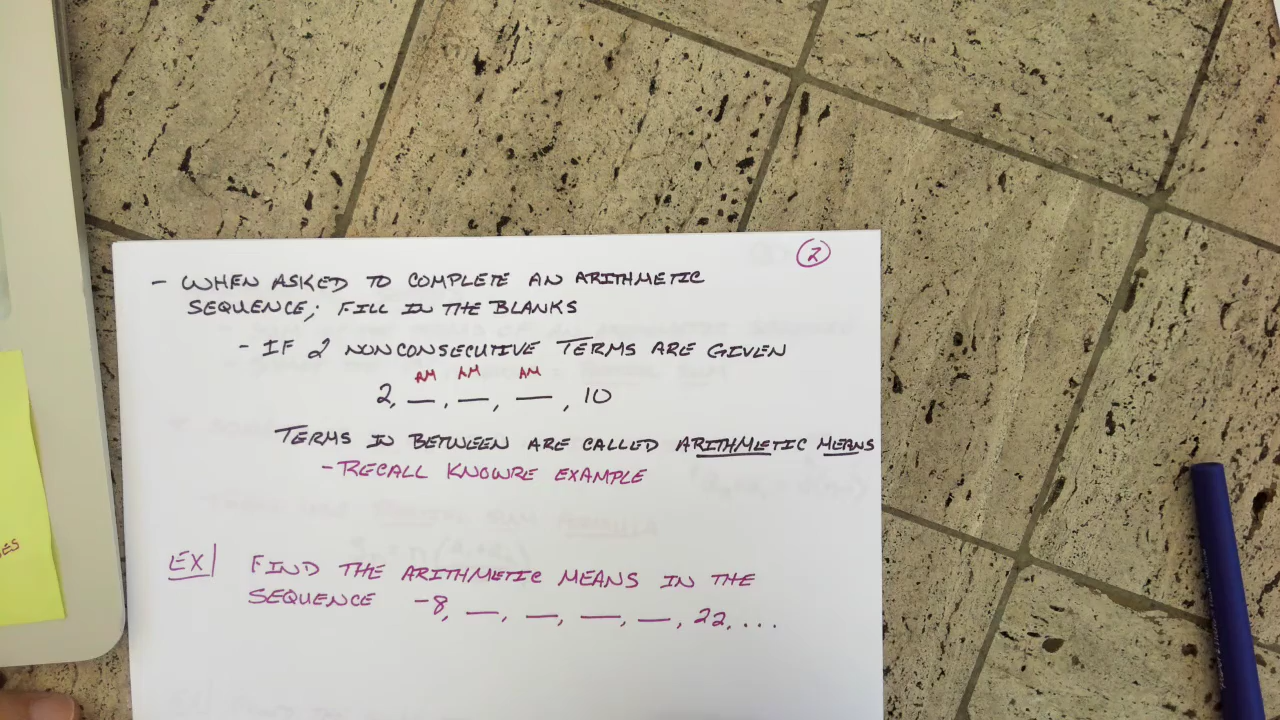 ②
- WHEN ASKED TO COMPLETE AN ARITHMETIC
SEQUENCE; FILL IN THE BLANKS
- IF 2 NONCONSECUTIVE TERMS ARE GIVEN
AM AM AM
2, __, __, __, 10
TERMS IN BETWEEN ARE CALLED ARITHMETIC MEANS
- RECALL KNOWRE EXAMPLE
EX| FIND THE ARITHMETIC MEANS IN THE
SEQUENCE -8, __, __, __, __, 22, ...